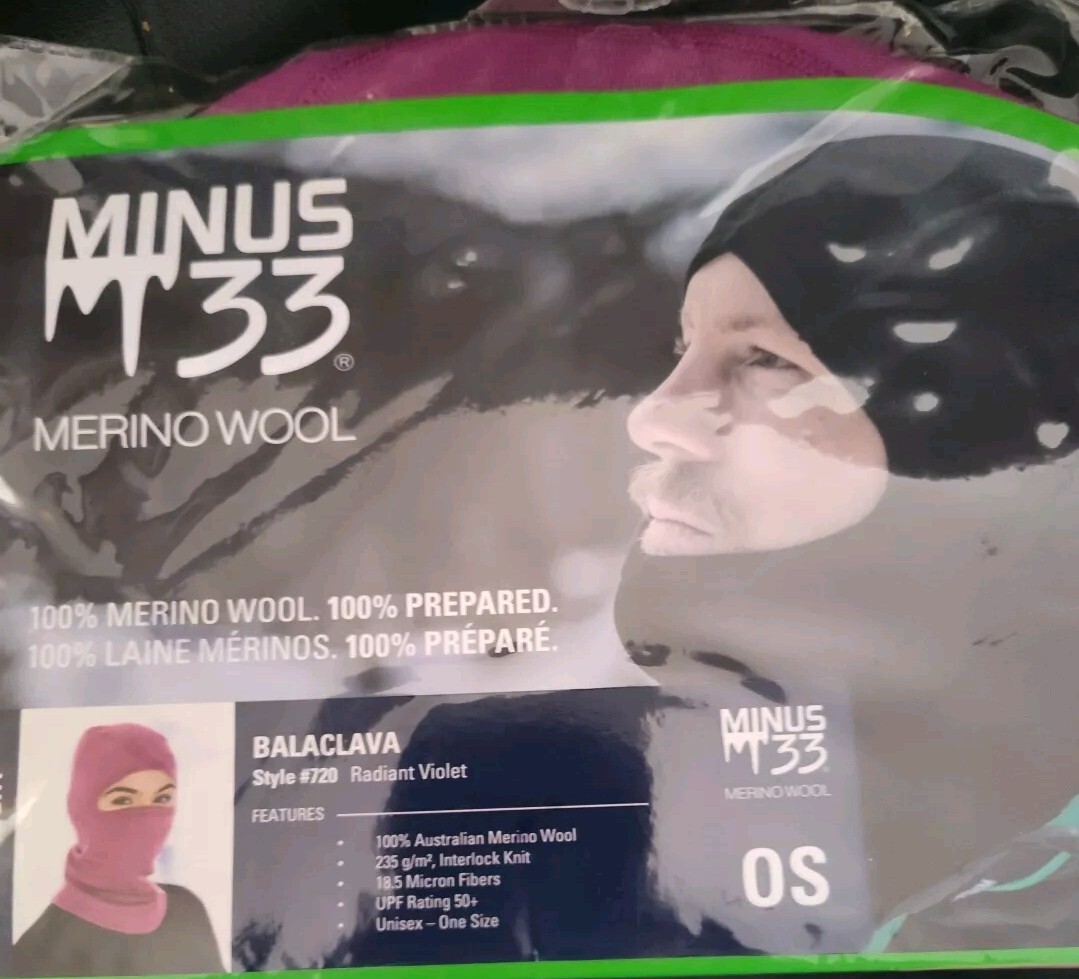 MINUS
33®
MERINO WOOL
100% MERINO WOOL. 100% PREPARED.
100% LAINE MÉRINOS. 100% PRÉPARÉ.
BALACLAVA
Style #720 Radiant Violet
FEATURES
• 100% Australian Merino Wool
• 235 g/m², Interlock Knit
• 18.5 Micron Fibers
• UPF Rating 50+
• Unisex – One Size
MINUS
33
MERINO WOOL
OS